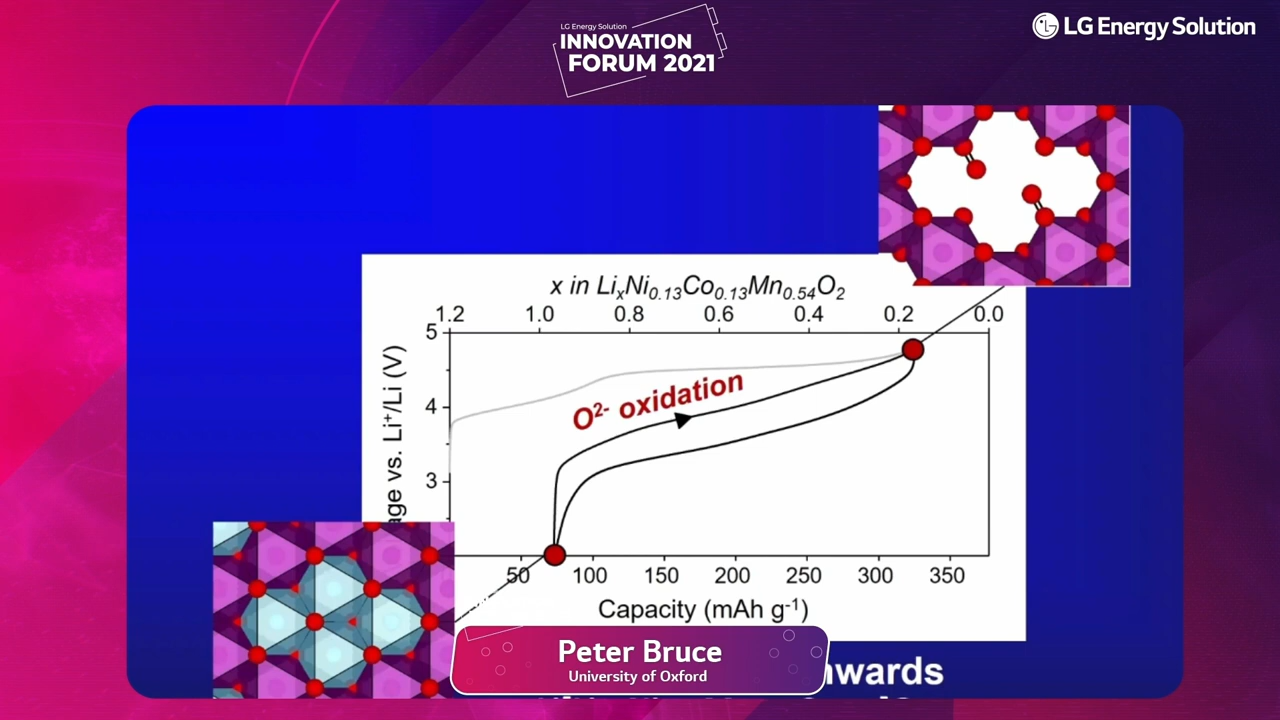 LG Energy Solution
INNOVATION
FORUM 2021
LG Energy Solution
x in LiₓNi₀.₁₃Co₀.₁₃Mn₀.₅₄O₂
1.2 1.0 0.8 0.6 0.4 0.2 0.0
5
4
3
Li⁺/Li (V)
vs.
O²⁻ oxidation
50 100 150 200 250 300 350
Capacity (mAh g⁻¹)
Peter Bruce
University of Oxford